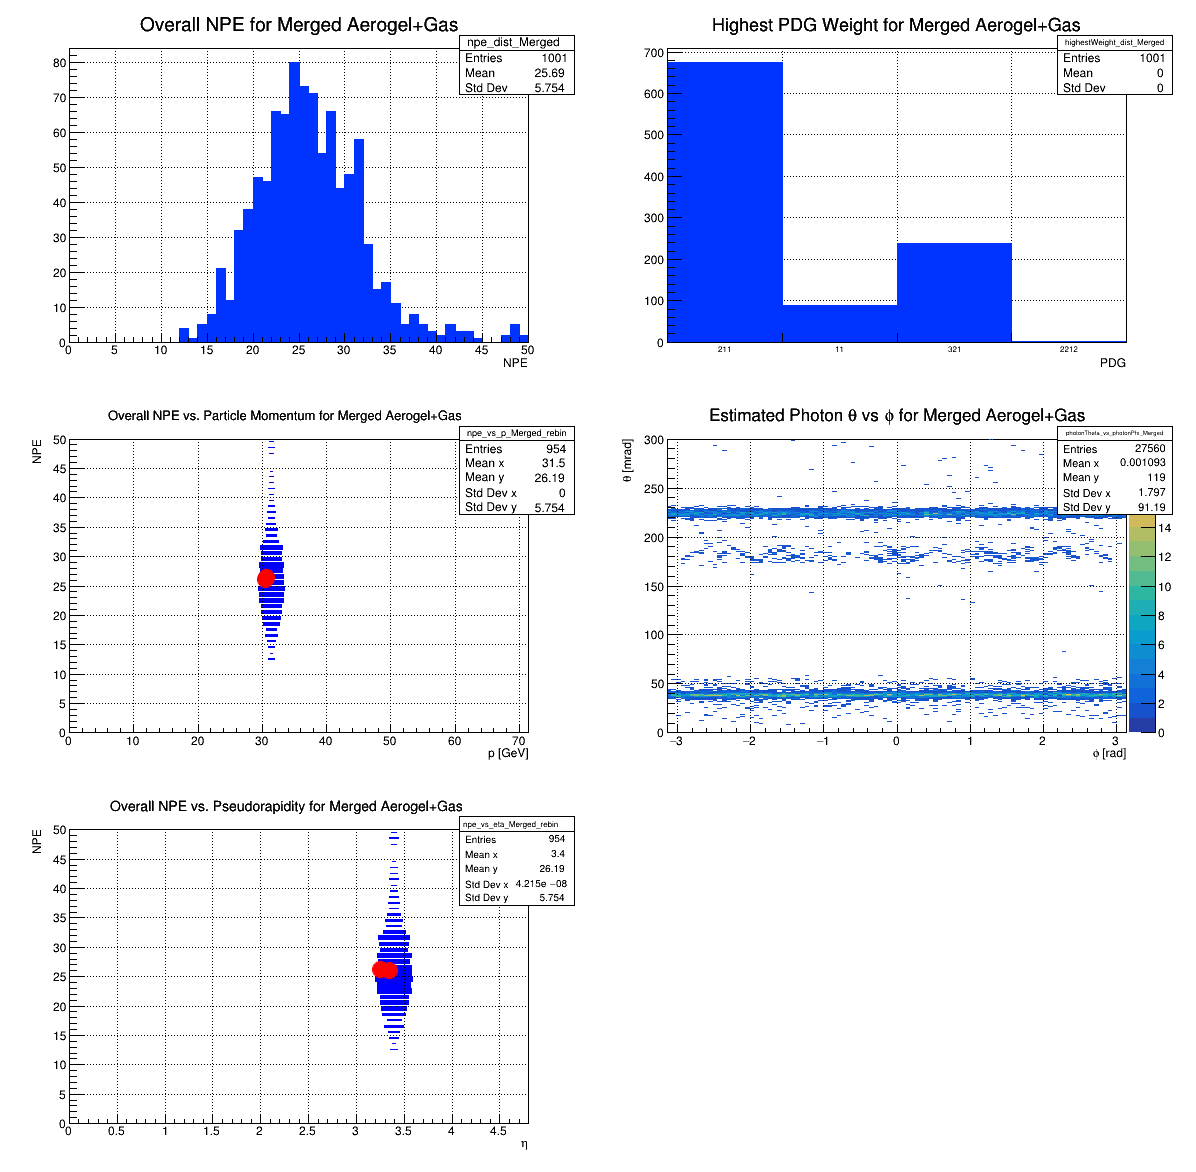 Overall NPE for Merged Aerogel+Gas
npe_dist_Merged
Entries 1001
Mean 25.69
Std Dev 5.754
80
70
60
50
40
30
20
10
0
0 5 10 15 20 25 30 35 40 45 50
NPE
Highest PDG Weight for Merged Aerogel+Gas
highestWeight_dist_Merged
Entries 1001
Mean 0
Std Dev 0
700
600
500
400
300
200
100
0
211 11 321 2212
PDG
Overall NPE vs. Particle Momentum for Merged Aerogel+Gas
npe_vs_p_Merged_rebin
Entries 954
Mean x 31.5
Mean y 26.19
Std Dev x 0
Std Dev y 5.754
NPE
50
45
40
35
30
25
20
15
10
5
0
0 10 20 30 40 50 60 70
p [GeV]
Estimated Photon θ vs ϕ for Merged Aerogel+Gas
photonTheta_vs_photonPhi_Merged
Entries 27560
Mean x 0.001093
Mean y 119
Std Dev x 1.797
Std Dev y 91.19
θ [mrad]
300
250
200
150
100
50
0
−3 −2 −1 0 1 2 3
ϕ [rad]
14
12
10
8
6
4
2
0
Overall NPE vs. Pseudorapidity for Merged Aerogel+Gas
npe_vs_eta_Merged_rebin
Entries 954
Mean x 3.4
Mean y 26.19
Std Dev x 4.215e −08
Std Dev y 5.754
NPE
50
45
40
35
30
25
20
15
10
5
0
0 0.5 1 1.5 2 2.5 3 3.5 4 4.5
η